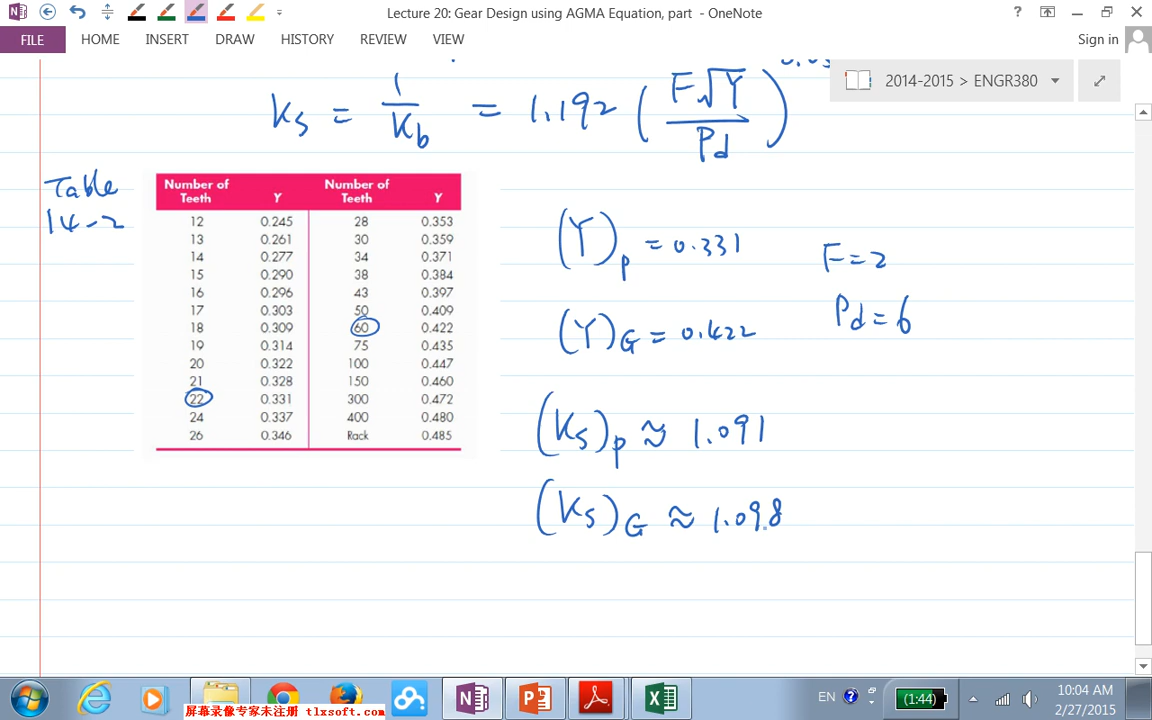 Lecture 20: Gear Design using AGMA Equation, part - OneNote
?
FILE HOME INSERT DRAW HISTORY REVIEW VIEW
Sign in
2014-2015 > ENGR380
Ks = 1/Kb = 1.192 (F√Y/Pd)
Table
14-2
Number of Teeth Y Number of Teeth Y
12 0.245 28 0.353
13 0.261 30 0.359
14 0.277 34 0.371
15 0.290 38 0.384
16 0.296 43 0.397
17 0.303 50 0.409
18 0.309 60 0.422
19 0.314 75 0.435
20 0.322 100 0.447
21 0.328 150 0.460
22 0.331 300 0.472
24 0.337 400 0.480
26 0.346 Rack 0.485
(Y)p = 0.331
F = 2
(Y)G = 0.422
Pd = 6
(Ks)p ≈ 1.091
(Ks)G ≈ 1.098
EN
(1:44)
10:04 AM
2/27/2015
屏幕录像专家未注册 tlxsoft.com